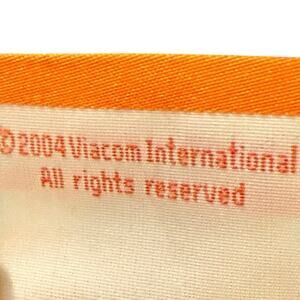 © 2004 Viacom International
All rights reserved